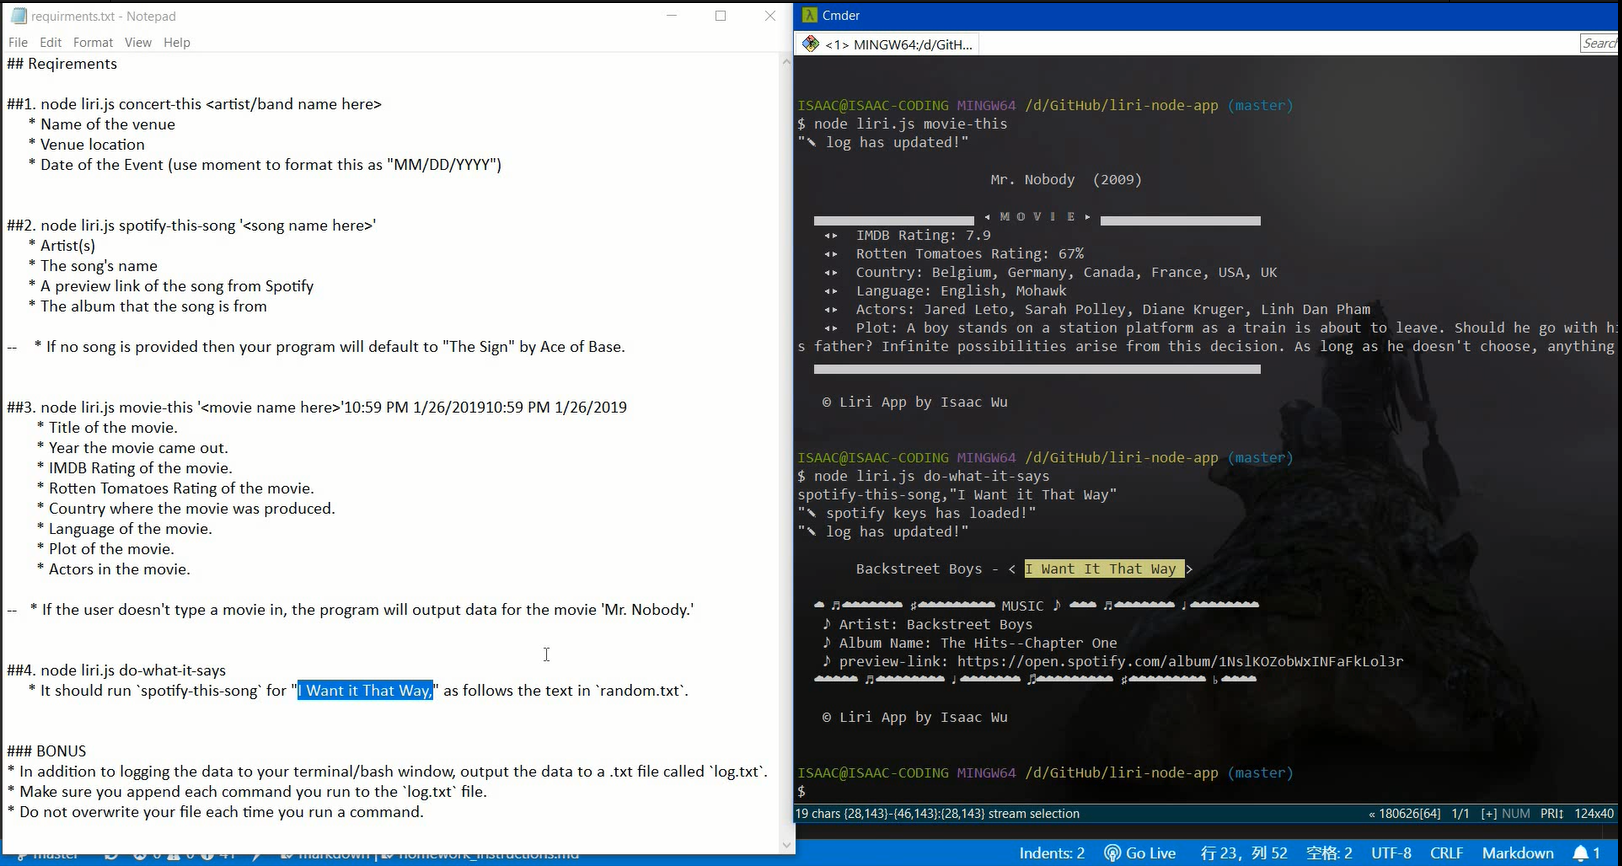 requirments.txt - Notepad
File Edit Format View Help
## Reqirements
##1. node liri.js concert-this <artist/band name here>
* Name of the venue
* Venue location
* Date of the Event (use moment to format this as "MM/DD/YYYY")
##2. node liri.js spotify-this-song '<song name here>'
* Artist(s)
* The song's name
* A preview link of the song from Spotify
* The album that the song is from
-- * If no song is provided then your program will default to "The Sign" by Ace of Base.
##3. node liri.js movie-this '<movie name here>'10:59 PM 1/26/201910:59 PM 1/26/2019
* Title of the movie.
* Year the movie came out.
* IMDB Rating of the movie.
* Rotten Tomatoes Rating of the movie.
* Country where the movie was produced.
* Language of the movie.
* Plot of the movie.
* Actors in the movie.
-- * If the user doesn't type a movie in, the program will output data for the movie 'Mr. Nobody.'
##4. node liri.js do-what-it-says
* It should run `spotify-this-song` for "I Want it That Way," as follows the text in `random.txt`.
### BONUS
* In addition to logging the data to your terminal/bash window, output the data to a .txt file called `log.txt`.
* Make sure you append each command you run to the `log.txt` file.
* Do not overwrite your file each time you run a command.
λ Cmder
<1> MINGW64:/d/GitH...
Search
ISAAC@ISAAC-CODING MINGW64 /d/GitHub/liri-node-app (master)
$ node liri.js movie-this
"✎ log has updated!"
Mr. Nobody (2009)
◂ M O V I E ▸
◂▸ IMDB Rating: 7.9
◂▸ Rotten Tomatoes Rating: 67%
◂▸ Country: Belgium, Germany, Canada, France, USA, UK
◂▸ Language: English, Mohawk
◂▸ Actors: Jared Leto, Sarah Polley, Diane Kruger, Linh Dan Pham
◂▸ Plot: A boy stands on a station platform as a train is about to leave. Should he go with hi
s father? Infinite possibilities arise from this decision. As long as he doesn't choose, anything
© Liri App by Isaac Wu
ISAAC@ISAAC-CODING MINGW64 /d/GitHub/liri-node-app (master)
$ node liri.js do-what-it-says
spotify-this-song,"I Want it That Way"
"✎ spotify keys has loaded!"
"✎ log has updated!"
Backstreet Boys - < I Want It That Way >
MUSIC ♪
♪ Artist: Backstreet Boys
♪ Album Name: The Hits--Chapter One
♪ preview-link: https://open.spotify.com/album/1NslKOZobWxINFaFkLol3r
© Liri App by Isaac Wu
ISAAC@ISAAC-CODING MINGW64 /d/GitHub/liri-node-app (master)
$
19 chars {28,143}-{46,143}:{28,143} stream selection « 180626[64] 1/1 [+] NUM PRI↕ 124x40
master markdown homework_instructions.md Indents: 2 Go Live 行 23，列 52 空格: 2 UTF-8 CRLF Markdown 1